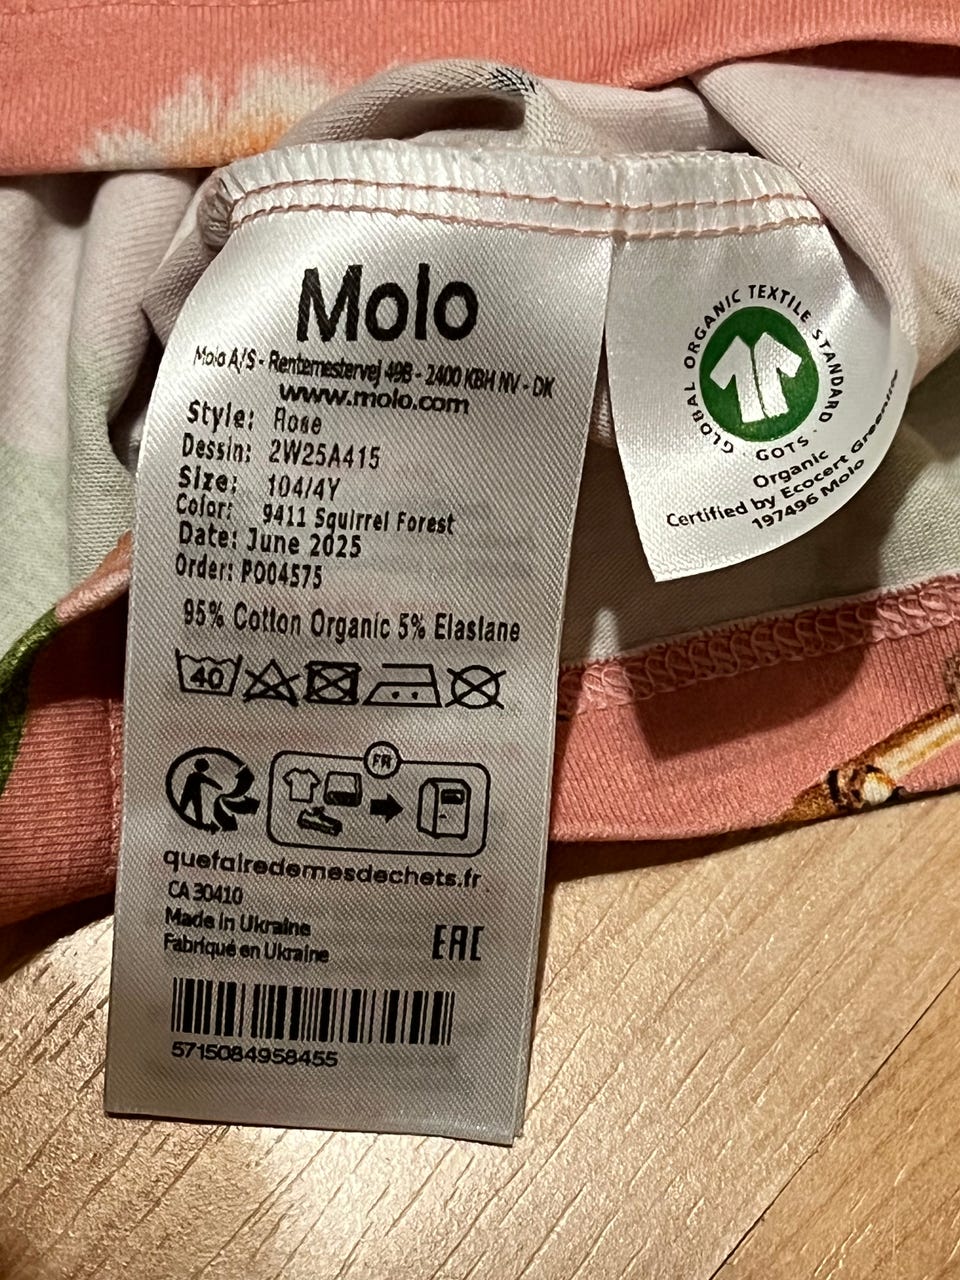 Molo
Molo A/S - Rentemestervej 49B - 2400 KBH NV - DK
www.molo.com
Style: Rose
Dessin: 2W25A415
Size: 104/4Y
Color: 9411 Squirrel Forest
Date: June 2025
Order: PO04575
95% Cotton Organic 5% Elastane
40
FR
quefairedemesdechets.fr
CA 30410
Made in Ukraine
Fabriqué en Ukraine
EAC
5715084958455
GLOBAL ORGANIC TEXTILE STANDARD · GOTS ·
Organic
Certified by Ecocert Greenlife
197496 Molo